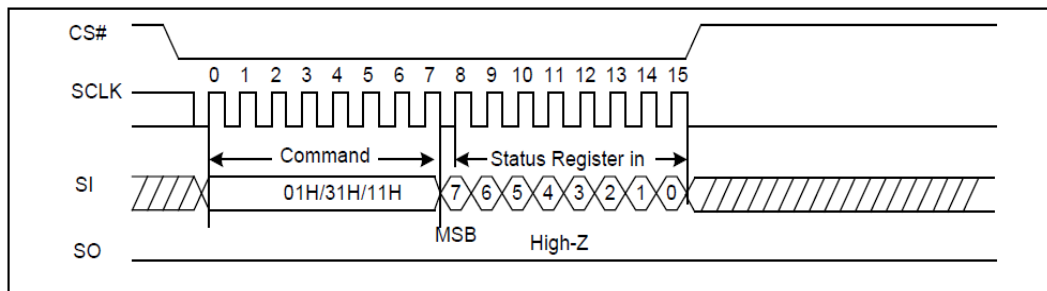 CS#
0 1 2 3 4 5 6 7 8 9 10 11 12 13 14 15
SCLK
Command Status Register in
SI 01H/31H/11H 7 6 5 4 3 2 1 0
MSB High-Z
SO